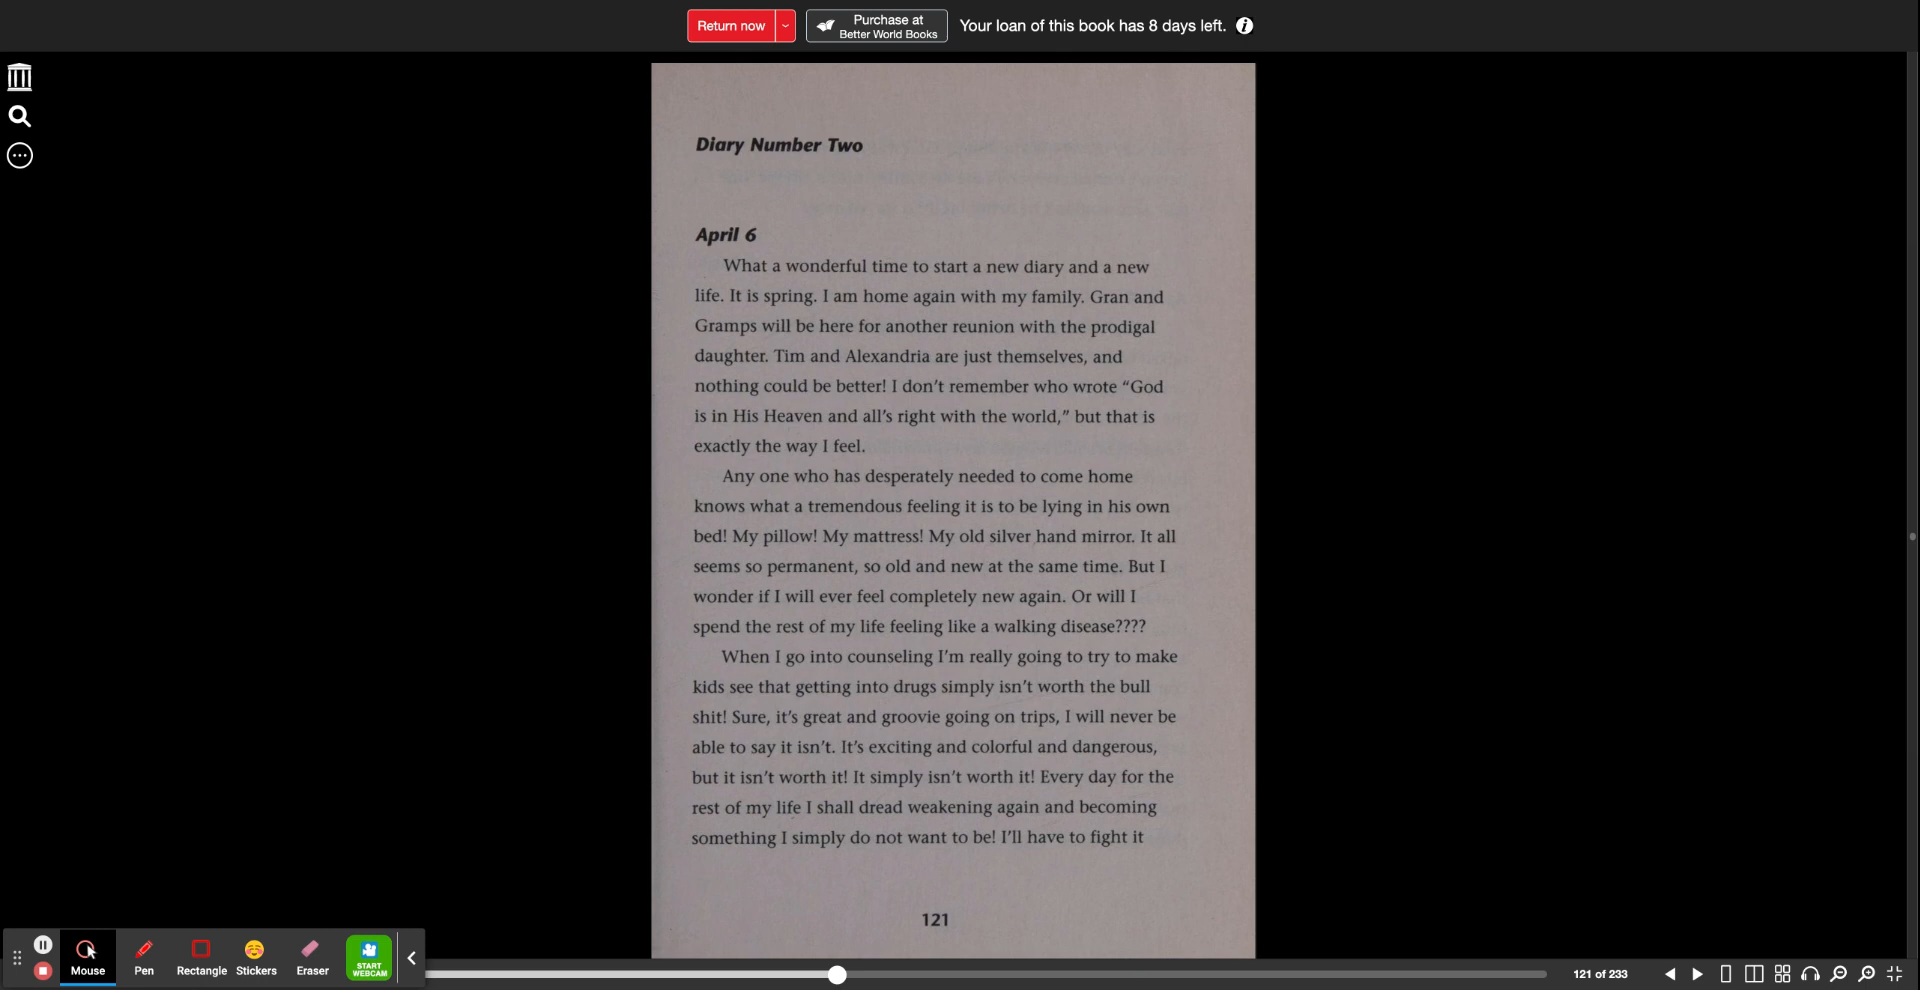 Return now
Purchase at
Better World Books
Your loan of this book has 8 days left.
Diary Number Two
April 6
What a wonderful time to start a new diary and a new
life. It is spring. I am home again with my family. Gran and
Gramps will be here for another reunion with the prodigal
daughter. Tim and Alexandria are just themselves, and
nothing could be better! I don't remember who wrote “God
is in His Heaven and all's right with the world,” but that is
exactly the way I feel.
Any one who has desperately needed to come home
knows what a tremendous feeling it is to be lying in his own
bed! My pillow! My mattress! My old silver hand mirror. It all
seems so permanent, so old and new at the same time. But I
wonder if I will ever feel completely new again. Or will I
spend the rest of my life feeling like a walking disease????
When I go into counseling I'm really going to try to make
kids see that getting into drugs simply isn't worth the bull
shit! Sure, it's great and groovie going on trips, I will never be
able to say it isn't. It's exciting and colorful and dangerous,
but it isn't worth it! It simply isn't worth it! Every day for the
rest of my life I shall dread weakening again and becoming
something I simply do not want to be! I'll have to fight it
121
Mouse Pen Rectangle Stickers Eraser START WEBCAM
121 of 233